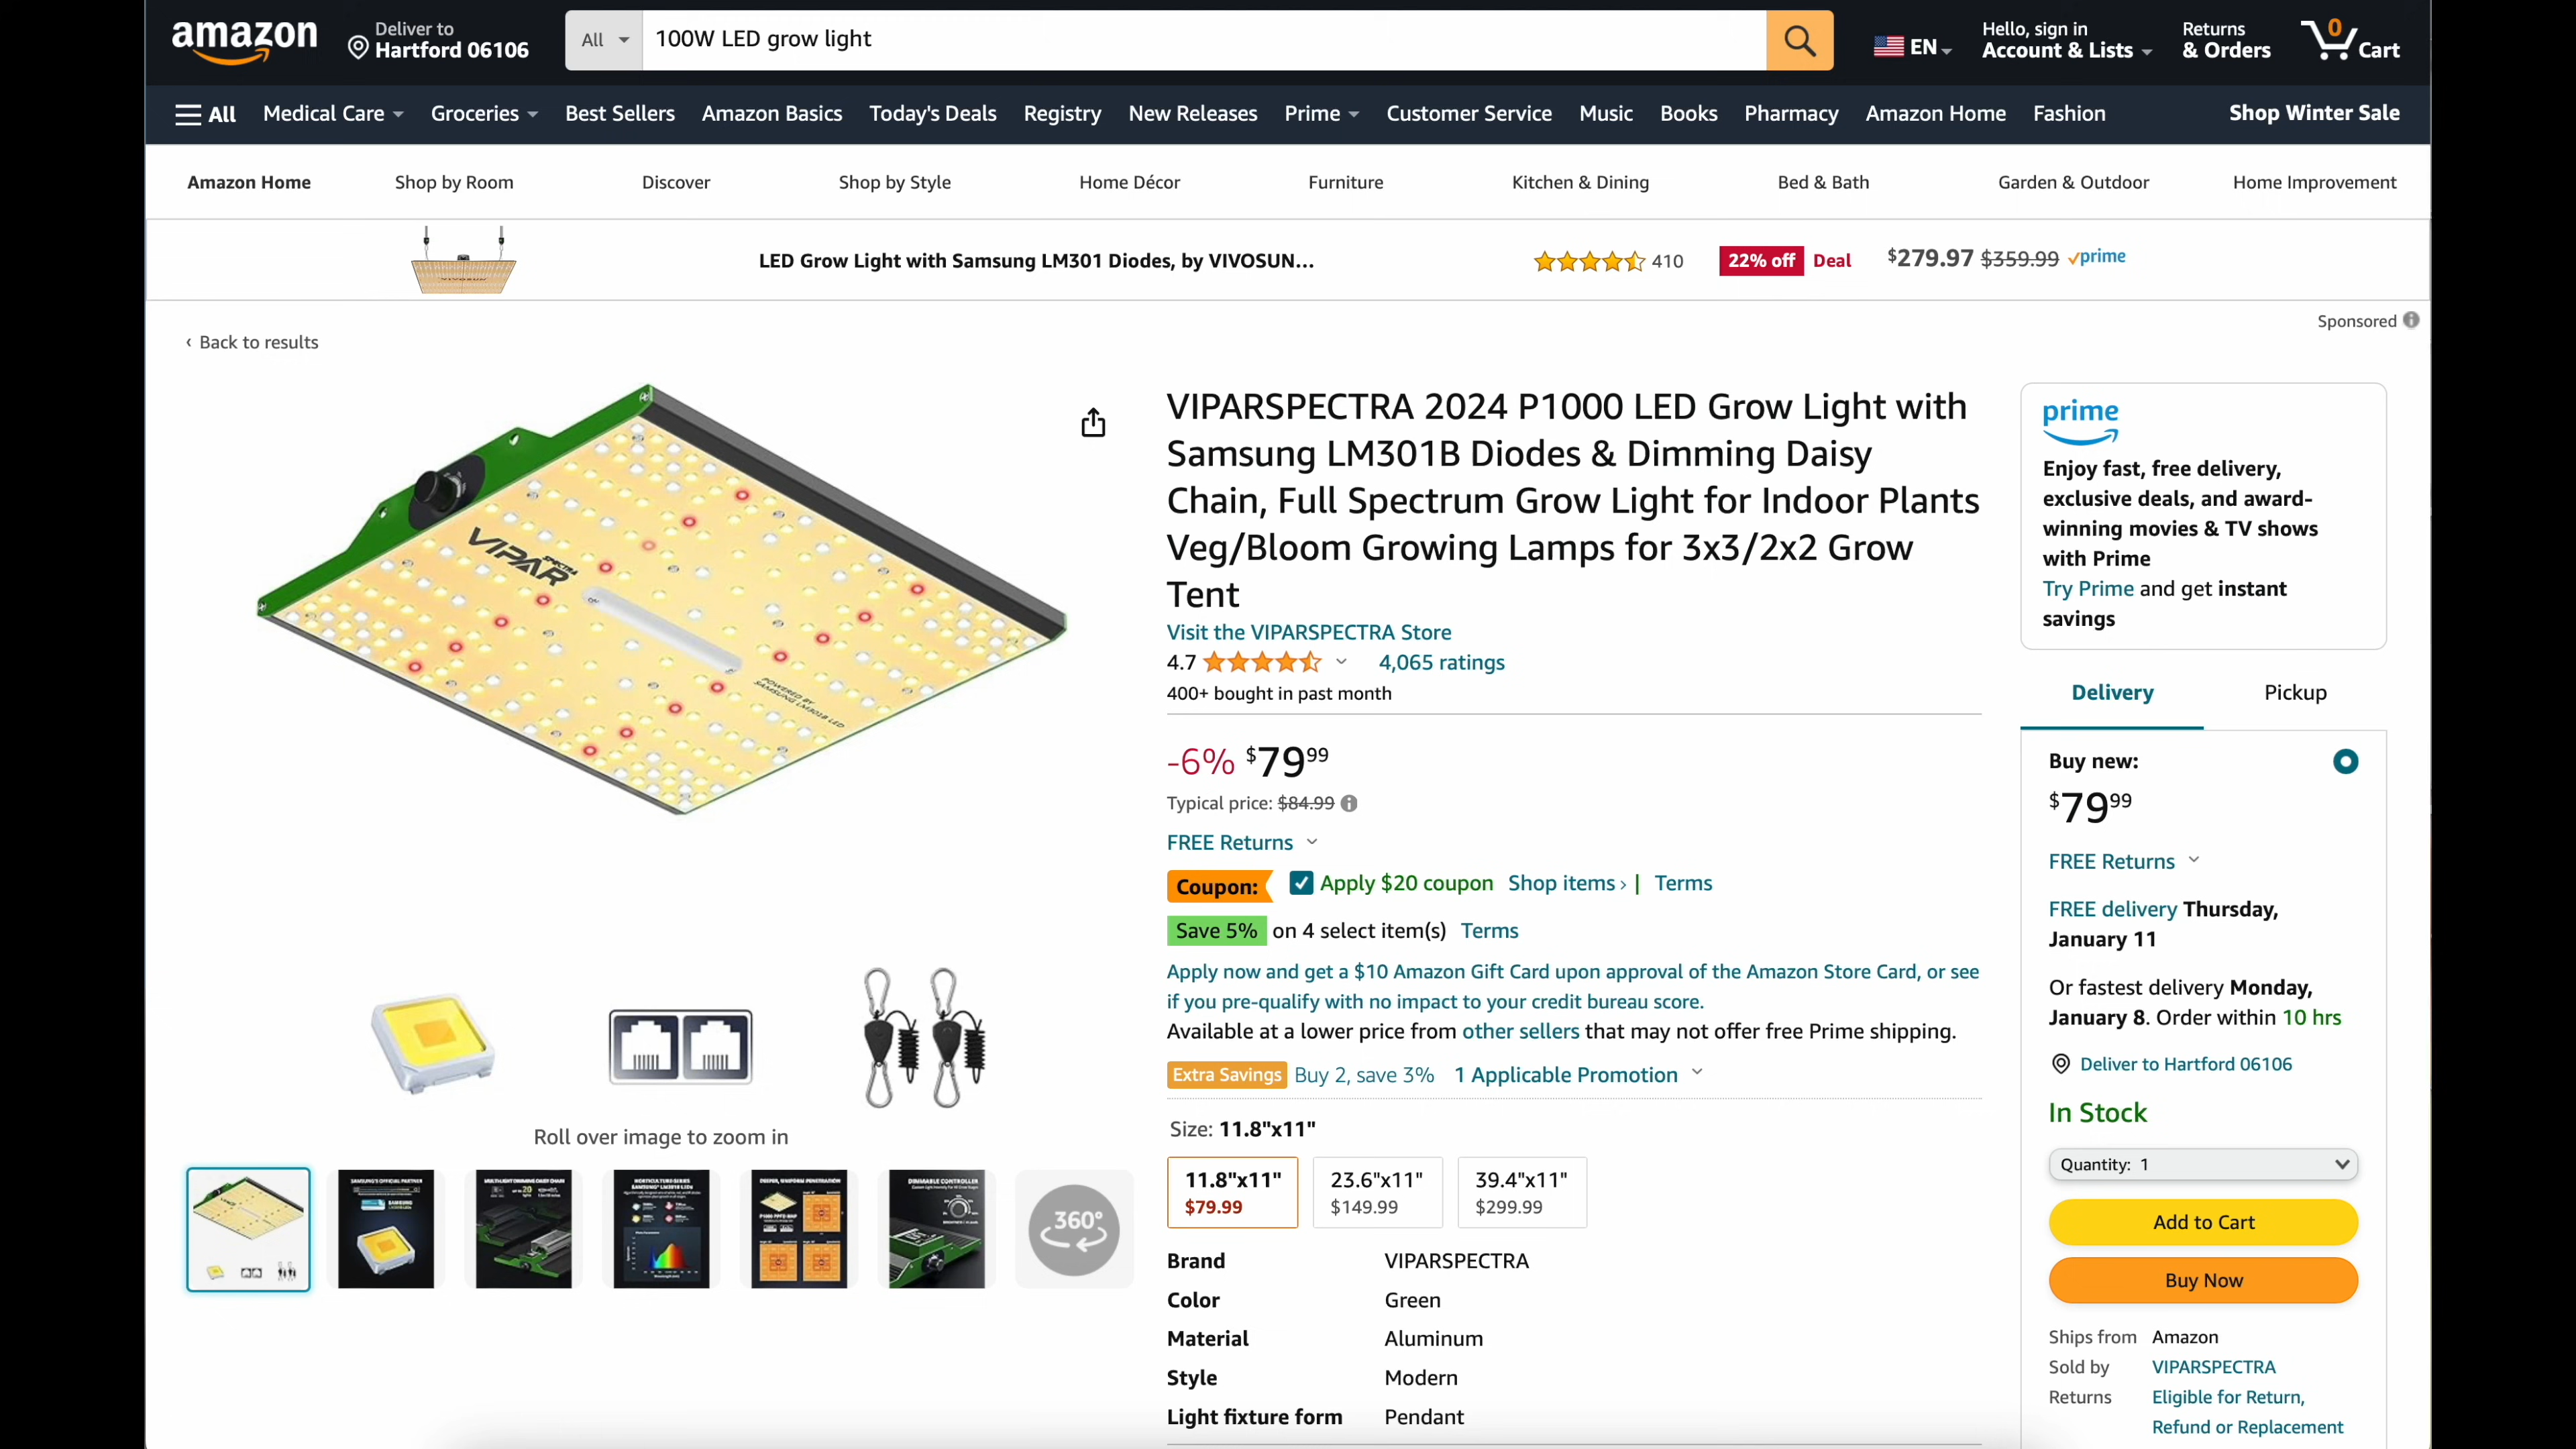 amazon
Deliver to
Hartford 06106
All
100W LED grow light
EN
Hello, sign in
Account & Lists
Returns
& Orders
0
Cart
All
Medical Care
Groceries
Best Sellers
Amazon Basics
Today's Deals
Registry
New Releases
Prime
Customer Service
Music
Books
Pharmacy
Amazon Home
Fashion
Shop Winter Sale
Amazon Home
Shop by Room
Discover
Shop by Style
Home Décor
Furniture
Kitchen & Dining
Bed & Bath
Garden & Outdoor
Home Improvement
LED Grow Light with Samsung LM301 Diodes, by VIVOSUN...
410
22% off
Deal
$279.97 $359.99 prime
Sponsored
‹ Back to results
VIPAR SPECTRA
POWERED BY
SAMSUNG LM301B LED
Roll over image to zoom in
SAMSUNG'S OFFICIAL PARTNER
DIMMABLE CONTROLLER
360°
VIPARSPECTRA 2024 P1000 LED Grow Light with
Samsung LM301B Diodes & Dimming Daisy
Chain, Full Spectrum Grow Light for Indoor Plants
Veg/Bloom Growing Lamps for 3x3/2x2 Grow
Tent
Visit the VIPARSPECTRA Store
4.7
4,065 ratings
400+ bought in past month
-6% $79 99
Typical price: $84.99
FREE Returns
Coupon:
Apply $20 coupon Shop items › | Terms
Save 5% on 4 select item(s) Terms
Apply now and get a $10 Amazon Gift Card upon approval of the Amazon Store Card, or see
if you pre-qualify with no impact to your credit bureau score.
Available at a lower price from other sellers that may not offer free Prime shipping.
Extra Savings Buy 2, save 3% 1 Applicable Promotion
Size: 11.8"x11"
11.8"x11"
$79.99
23.6"x11"
$149.99
39.4"x11"
$299.99
Brand VIPARSPECTRA
Color Green
Material Aluminum
Style Modern
Light fixture form Pendant
prime
Enjoy fast, free delivery,
exclusive deals, and award-
winning movies & TV shows
with Prime
Try Prime and get instant
savings
Delivery
Pickup
Buy new:
$79 99
FREE Returns
FREE delivery Thursday,
January 11
Or fastest delivery Monday,
January 8. Order within 10 hrs
Deliver to Hartford 06106
In Stock
Quantity: 1
Add to Cart
Buy Now
Ships from Amazon
Sold by VIPARSPECTRA
Returns Eligible for Return,
Refund or Replacement